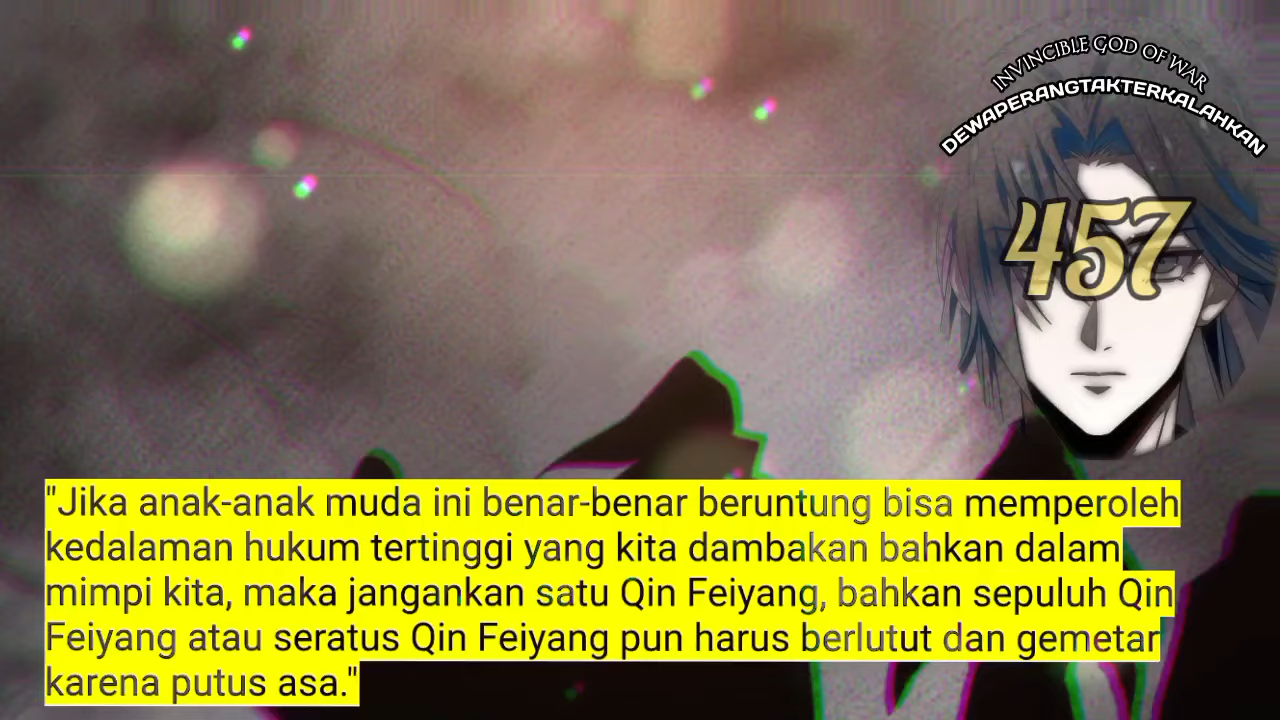 INVINCIBLE GOD OF WAR
DEWAPERANGTAKTERKALAHKAN
457
"Jika anak-anak muda ini benar-benar beruntung bisa memperoleh
kedalaman hukum tertinggi yang kita dambakan bahkan dalam
mimpi kita, maka jangankan satu Qin Feiyang, bahkan sepuluh Qin
Feiyang atau seratus Qin Feiyang pun harus berlutut dan gemetar
karena putus asa."